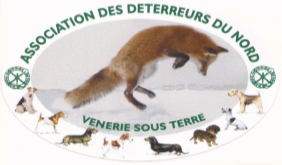 ASSOCIATION DES DETERREURS DU NORD
VENERIE SOUS TERRE